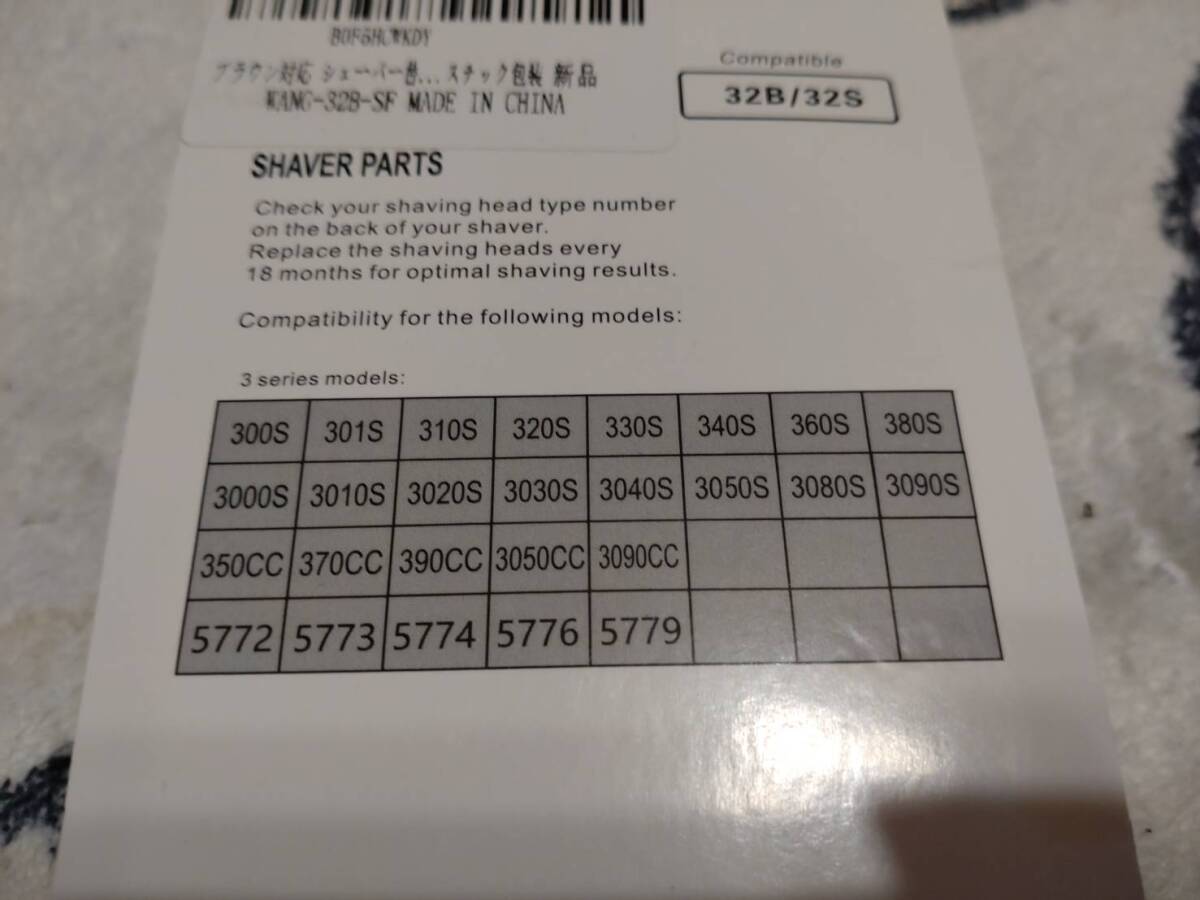 B0F6HCWKDY
ブラウン対応 シェーバー替...スチック包装 新品
WANG-32B-SF MADE IN CHINA
Compatible
32B/32S
SHAVER PARTS
Check your shaving head type number
on the back of your shaver.
Replace the shaving heads every
18 months for optimal shaving results.
Compatibility for the following models:
3 series models:
300S 301S 310S 320S 330S 340S 360S 380S
3000S 3010S 3020S 3030S 3040S 3050S 3080S 3090S
350CC 370CC 390CC 3050CC 3090CC
5772 5773 5774 5776 5779